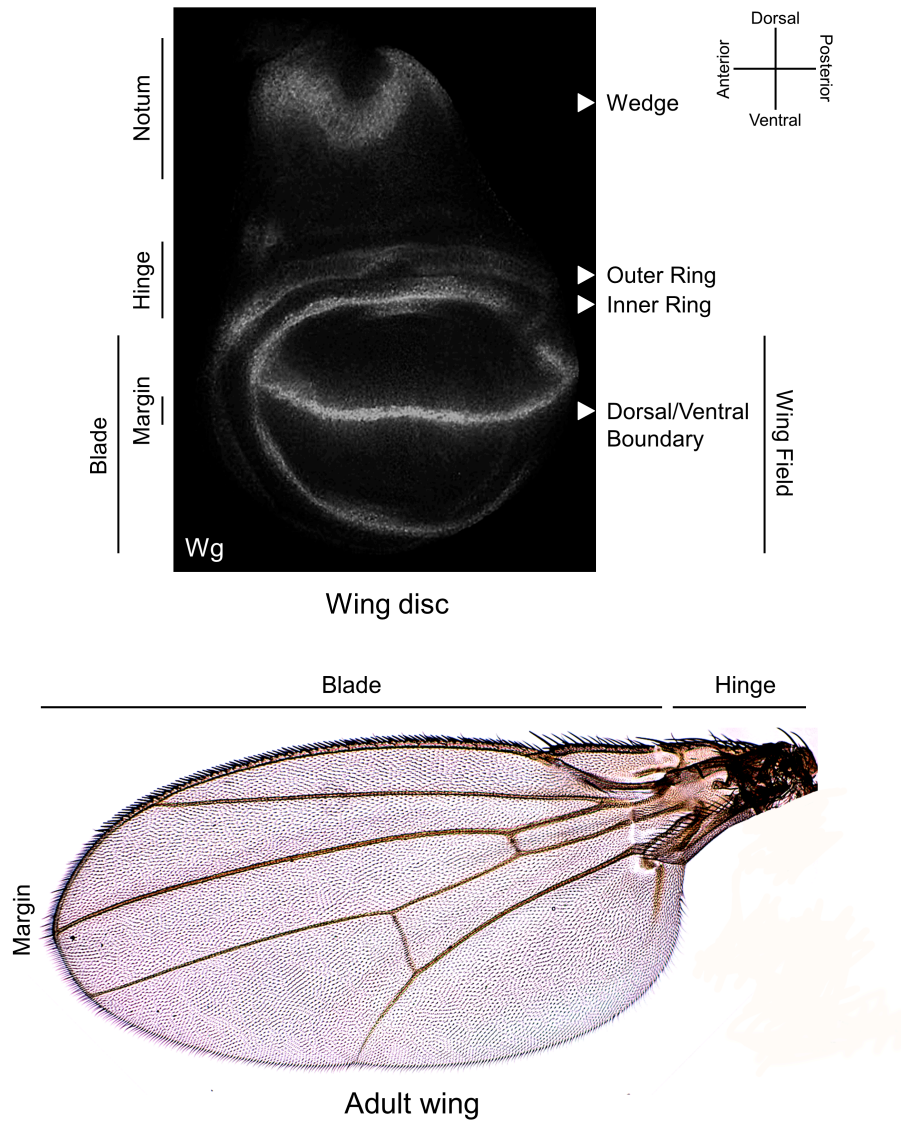 Dorsal
Anterior
Posterior
Ventral
Notum
Wedge
Hinge
Outer Ring
Inner Ring
Blade
Margin
Dorsal/Ventral
Boundary
Wing Field
Wg
Wing disc
Blade
Hinge
Margin
Adult wing